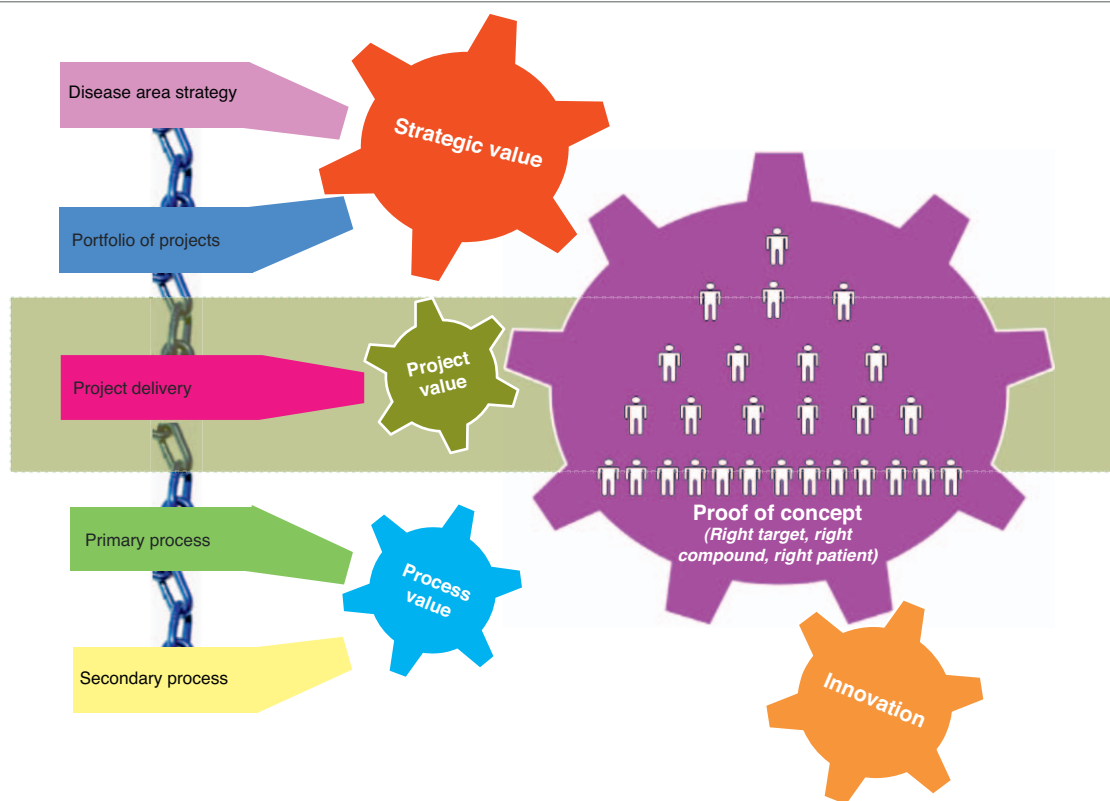 Disease area strategy
Strategic value
Portfolio of projects
Project delivery
Project
value
Primary process
Process
value
Secondary process
Proof of concept
(Right target, right
compound, right patient)
Innovation